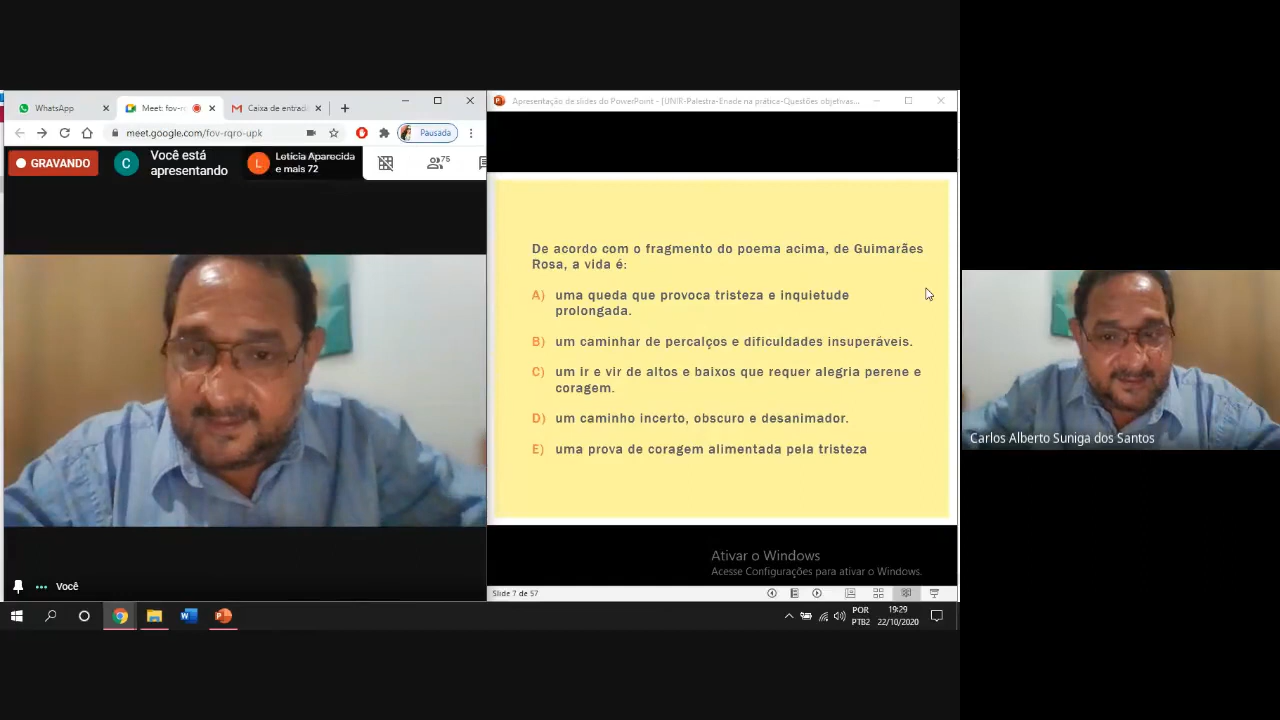 WhatsApp
Meet: fov-r
Caixa de entrad
Apresentação de slides do PowerPoint - [UNIR-Palestra-Enade na prática-Questões objetivas...
meet.google.com/fov-rqro-upk
Pausada
GRAVANDO
C
Você está
apresentando
L
Letícia Aparecida
e mais 72
75
De acordo com o fragmento do poema acima, de Guimarães
Rosa, a vida é:
A) uma queda que provoca tristeza e inquietude
prolongada.
B) um caminhar de percalços e dificuldades insuperáveis.
C) um ir e vir de altos e baixos que requer alegria perene e
coragem.
D) um caminho incerto, obscuro e desanimador.
E) uma prova de coragem alimentada pela tristeza
Carlos Alberto Suniga dos Santos
Ativar o Windows
Acesse Configurações para ativar o Windows.
Você
Slide 7 de 57
POR
PTB2
19:29
22/10/2020